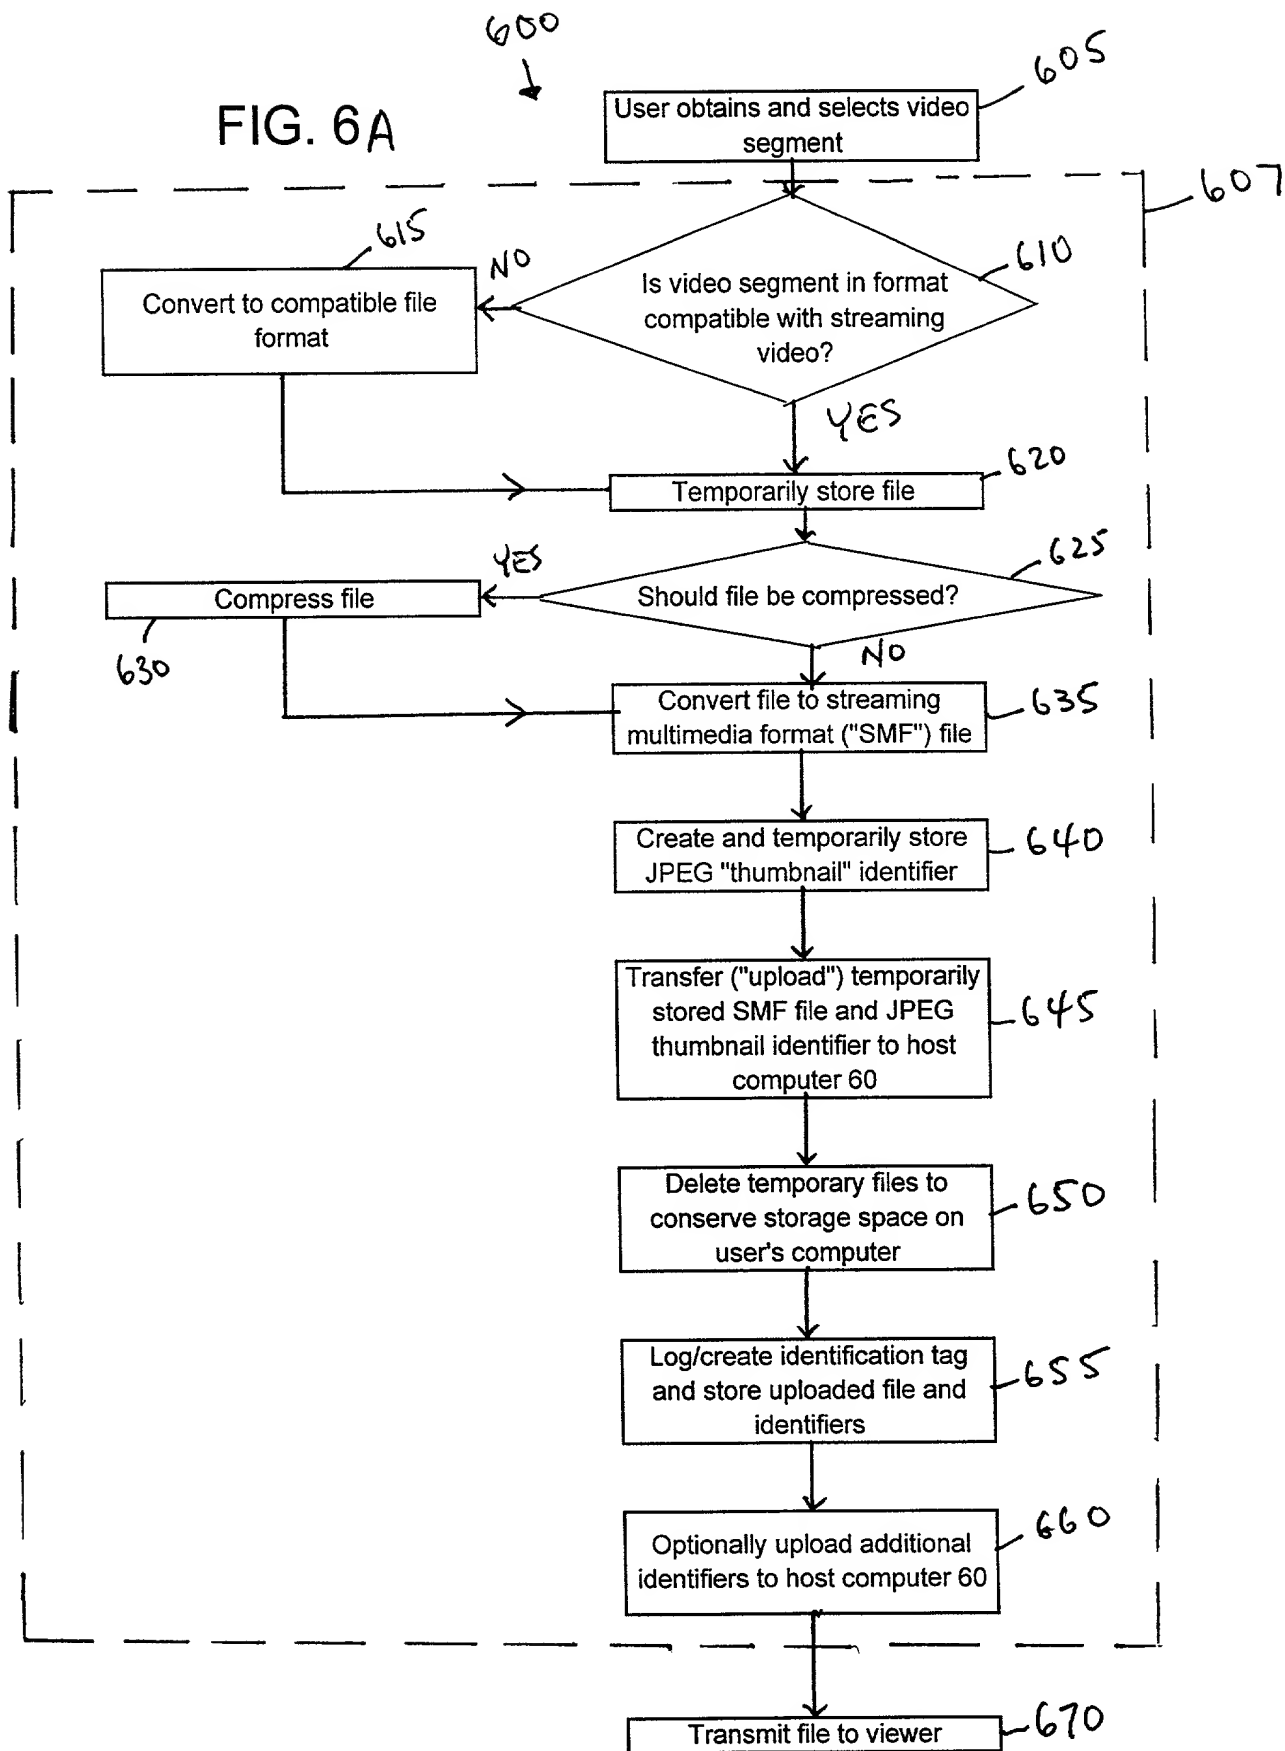 600
605
FIG. 6A
User obtains and selects video
segment
607
615
NO
610
Convert to compatible file
format
Is video segment in format
compatible with streaming
video?
YES
620
Temporarily store file
625
YES
Compress file
Should file be compressed?
630
NO
Convert file to streaming
multimedia format ("SMF") file
635
Create and temporarily store
JPEG "thumbnail" identifier
640
Transfer ("upload") temporarily
stored SMF file and JPEG
thumbnail identifier to host
computer 60
645
Delete temporary files to
conserve storage space on
user's computer
650
Log/create identification tag
and store uploaded file and
identifiers
655
Optionally upload additional
identifiers to host computer 60
660
Transmit file to viewer
670